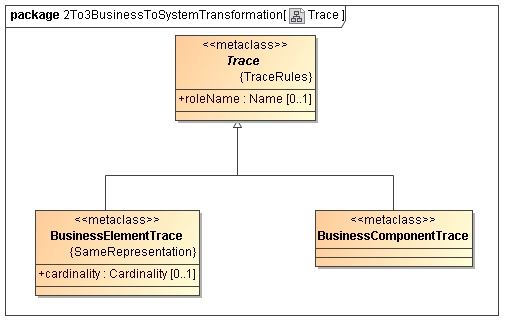 package 2To3BusinessToSystemTransformation[ Trace ]
<<metaclass>>
Trace
{TraceRules}
+roleName : Name [0..1]
<<metaclass>>
BusinessElementTrace
{SameRepresentation}
+cardinality : Cardinality [0..1]
<<metaclass>>
BusinessComponentTrace